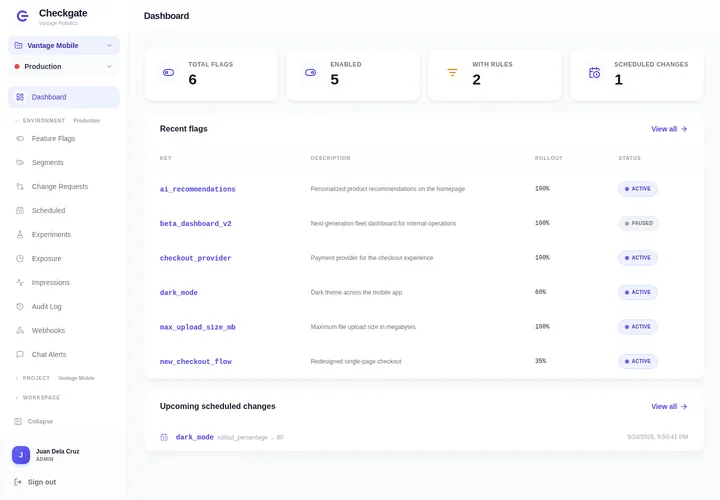 Checkgate
Vantage Robotics
Vantage Mobile
Production
Dashboard
ENVIRONMENT Production
Feature Flags
Segments
Change Requests
Scheduled
Experiments
Exposure
Impressions
Audit Log
Webhooks
Chat Alerts
PROJECT Vantage Mobile
WORKSPACE
Collapse
J
Juan Dela Cruz
ADMIN
Sign out
Dashboard
TOTAL FLAGS
6
ENABLED
5
WITH RULES
2
SCHEDULED CHANGES
1
Recent flags
View all →
KEY DESCRIPTION ROLLOUT STATUS
ai_recommendations Personalized product recommendations on the homepage 100% ACTIVE
beta_dashboard_v2 Next-generation fleet dashboard for internal operations 100% PAUSED
checkout_provider Payment provider for the checkout experience 100% ACTIVE
dark_mode Dark theme across the mobile app 60% ACTIVE
max_upload_size_mb Maximum file upload size in megabytes 100% ACTIVE
new_checkout_flow Redesigned single-page checkout 35% ACTIVE
Upcoming scheduled changes
View all →
dark_mode rollout_percentage → 80 9/24/2026, 5:50:41 PM